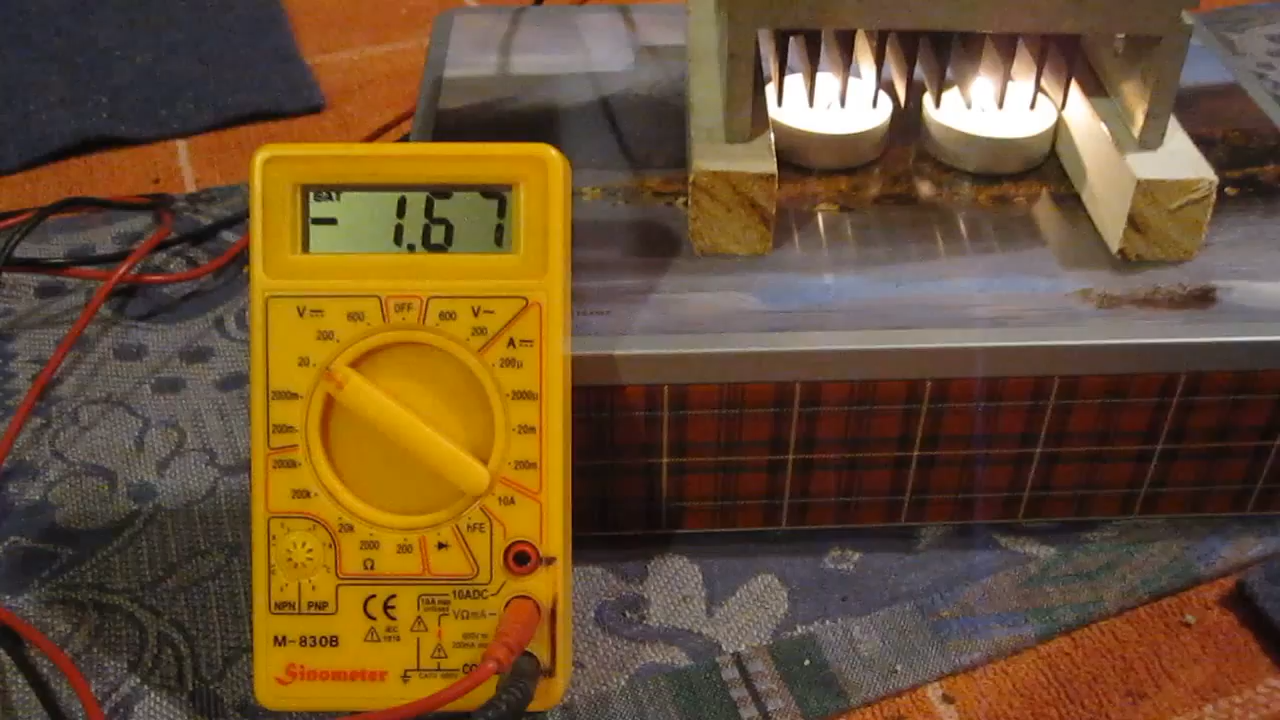 BAT
- 1.67
V⎓ 600 OFF 600 V~
200 200 A⎓
20 200µ
2000m 2000µ
200m 20m
2000k 200m
200k 10A
20k hFE
2000 200
Ω
NPN PNP
10ADC
CE
VΩmA
M-830B
Sinometer